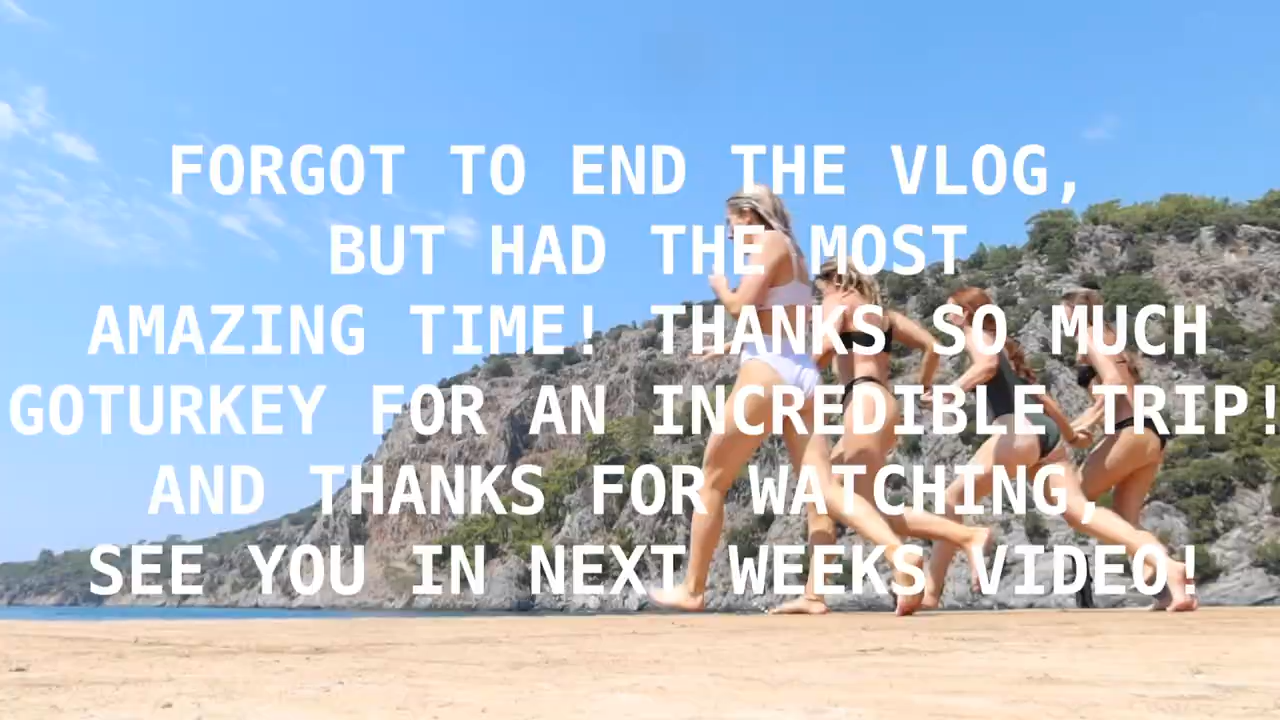 FORGOT TO END THE VLOG,
BUT HAD THE MOST
AMAZING TIME! THANKS SO MUCH
GOTURKEY FOR AN INCREDIBLE TRIP!
AND THANKS FOR WATCHING,
SEE YOU IN NEXT WEEKS VIDEO!